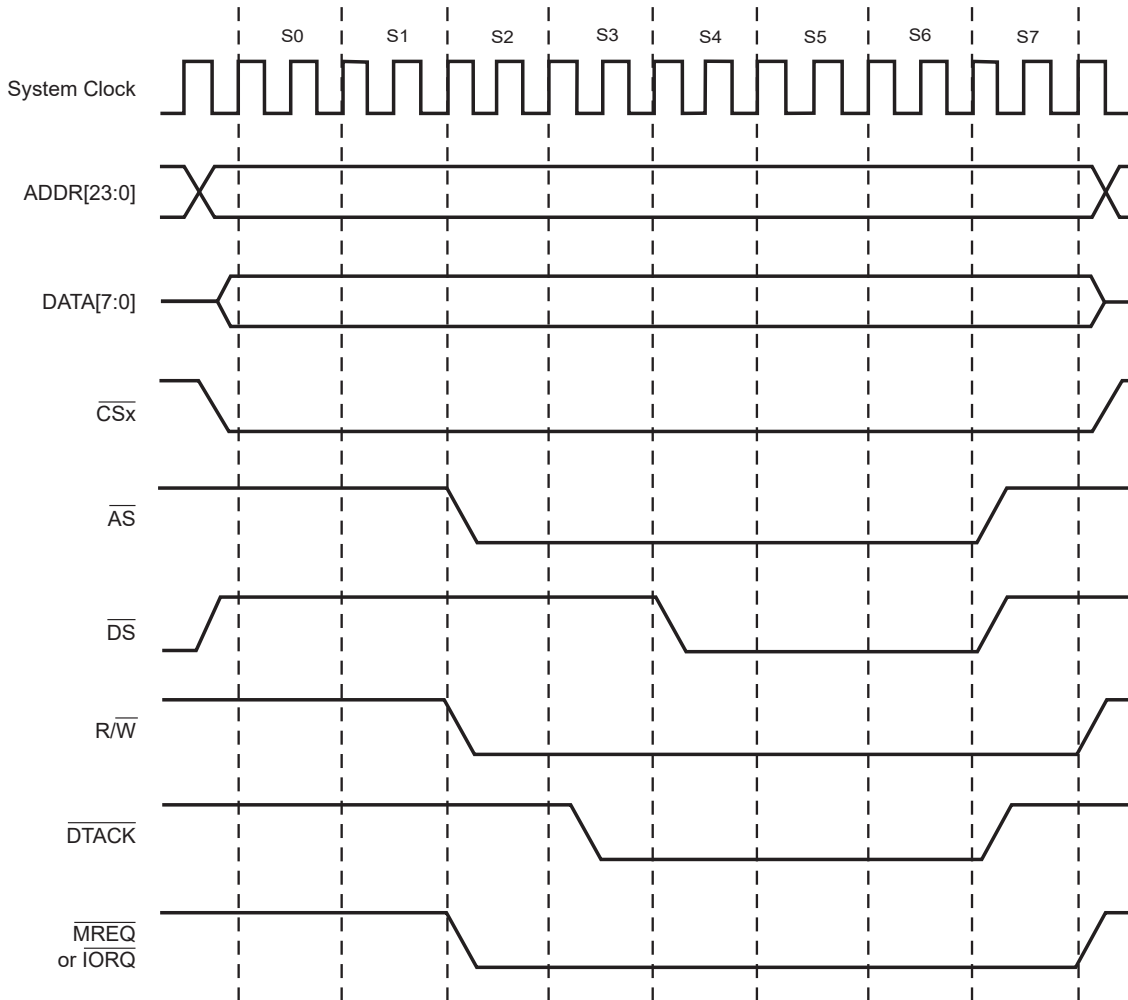 S0 S1 S2 S3 S4 S5 S6 S7
System Clock
ADDR[23:0]
DATA[7:0]
CSx
AS
DS
R/W
DTACK
MREQ
or IORQ